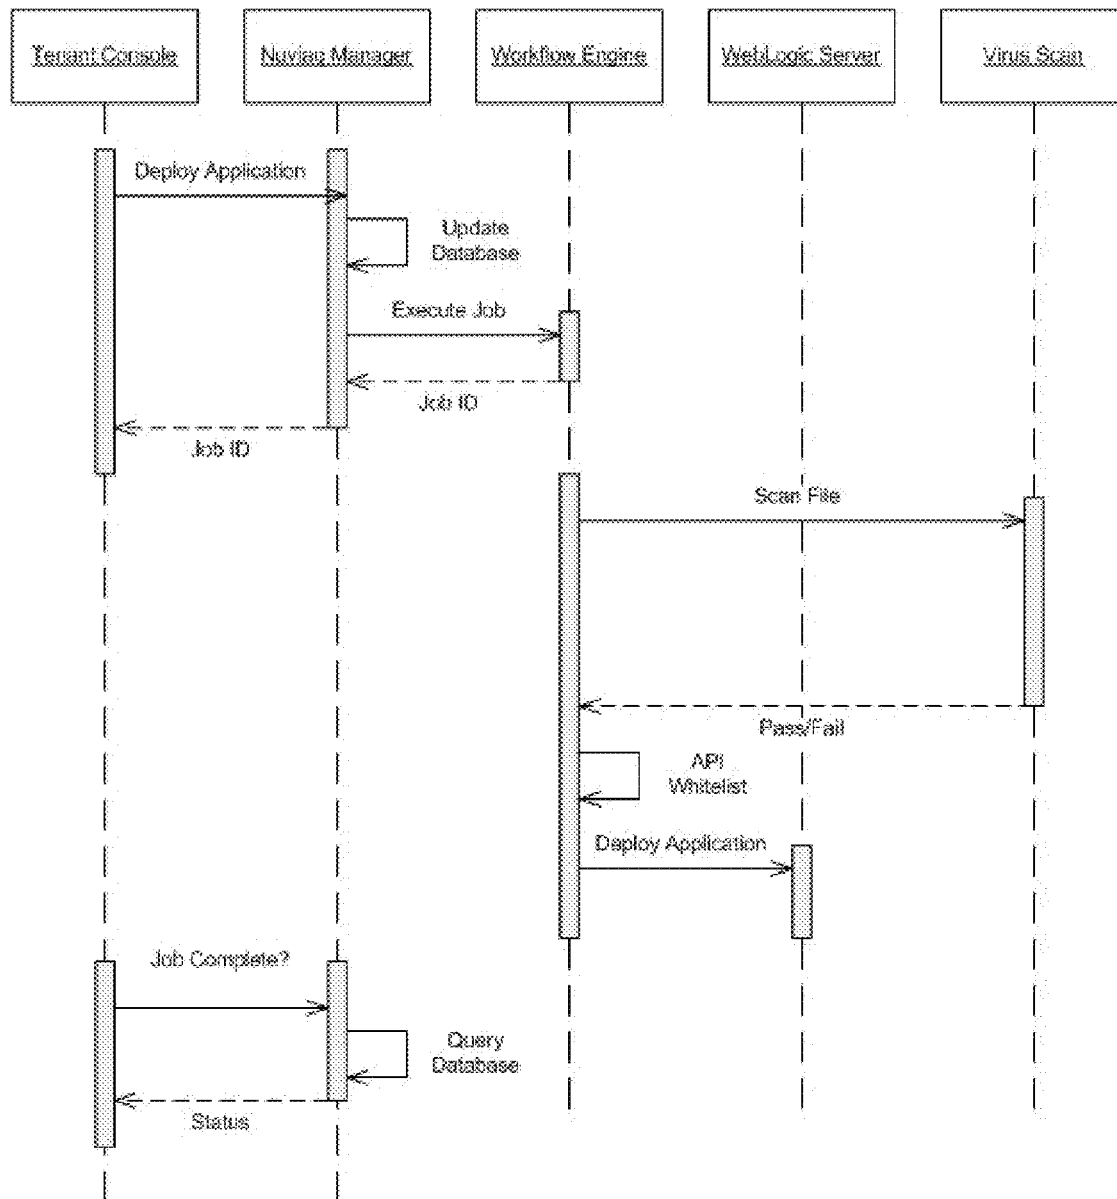 Tenant Console
Nuviaq Manager
Workflow Engine
WebLogic Server
Virus Scan
Deploy Application
Update
Database
Execute Job
Job ID
Job ID
Scan File
Pass/Fail
API
Whitelist
Deploy Application
Job Complete?
Query
Database
Status